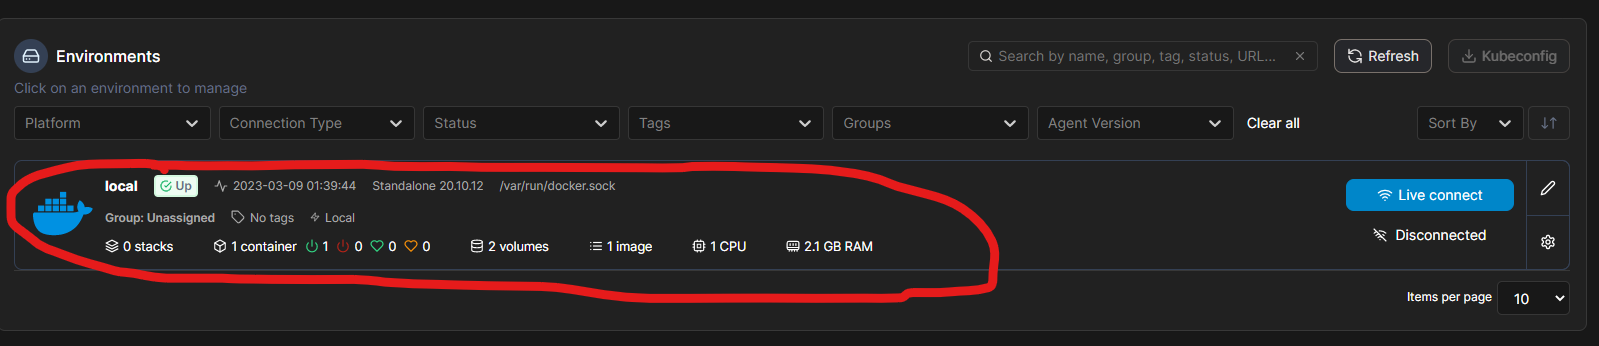 Environments
Search by name, group, tag, status, URL...
Refresh
Kubeconfig
Click on an environment to manage
Platform
Connection Type
Status
Tags
Groups
Agent Version
Clear all
Sort By
local Up 2023-03-09 01:39:44 Standalone 20.10.12 /var/run/docker.sock
Group: Unassigned No tags Local
0 stacks 1 container 1 0 0 0 2 volumes 1 image 1 CPU 2.1 GB RAM
Live connect
Disconnected
Items per page 10